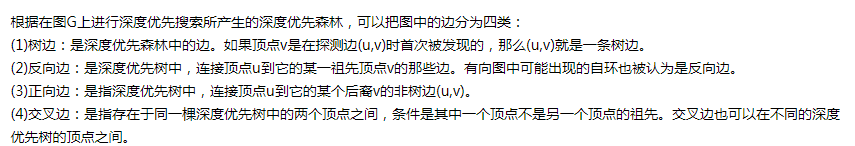 根据在图G上进行深度优先搜索所产生的深度优先森林，可以把图中的边分为四类：
(1)树边：是深度优先森林中的边。如果顶点v是在探测边(u,v)时首次被发现的，那么(u,v)就是一条树边。
(2)反向边：是深度优先树中，连接顶点u到它的某一祖先顶点v的那些边。有向图中可能出现的自环也被认为是反向边。
(3)正向边：是指深度优先树中，连接顶点u到它的某个后裔v的非树边(u,v)。
(4)交叉边：是指存在于同一棵深度优先树中的两个顶点之间，条件是其中一个顶点不是另一个顶点的祖先。交叉边也可以在不同的深度
优先树的顶点之间。